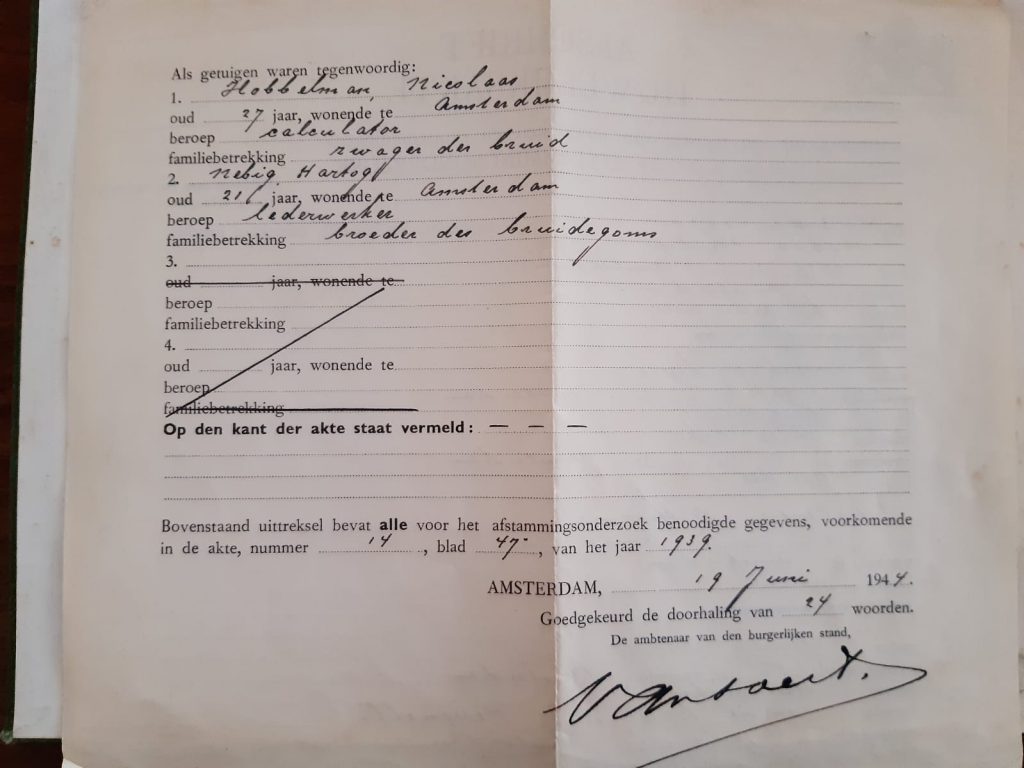 Als getuigen waren tegenwoordig:
1. Hobbelman, Nicolaas
oud 27 jaar, wonende te Amsterdam
beroep calculator
familiebetrekking zwager der bruid
2. Nebig, Hartog
oud 21 jaar, wonende te Amsterdam
beroep lederwerker
familiebetrekking broeder des bruidegoms
3.
oud jaar, wonende te
beroep
familiebetrekking
4.
oud jaar, wonende te
beroep
familiebetrekking
Op den kant der akte staat vermeld: — — —
Bovenstaand uittreksel bevat alle voor het afstammingsonderzoek benoodigde gegevens, voorkomende
in de akte, nummer 14, blad 47, van het jaar 1939.
AMSTERDAM, 19 Juni 1944.
Goedgekeurd de doorhaling van 24 woorden.
De ambtenaar van den burgerlijken stand,